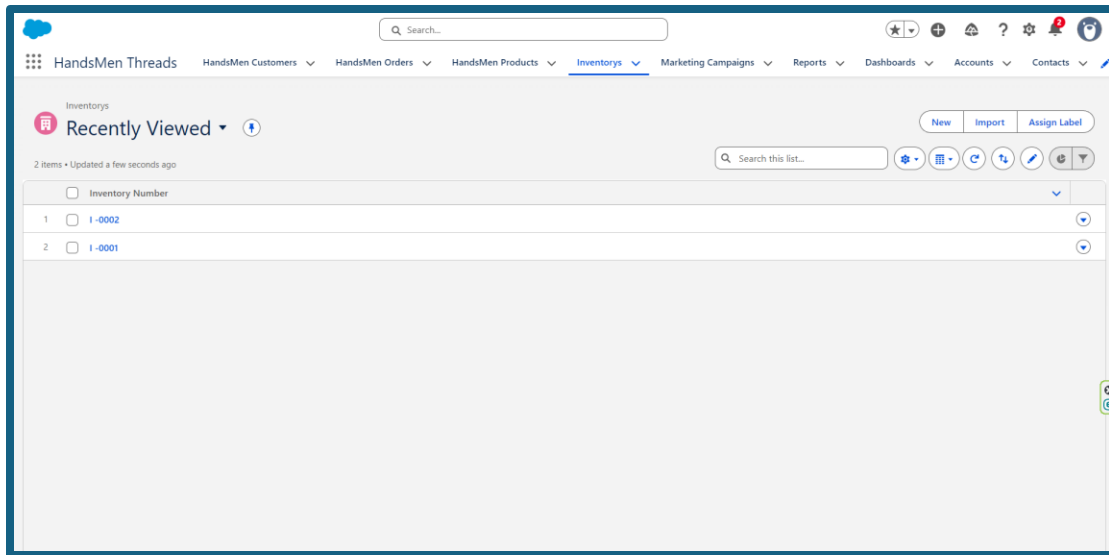 Search...
2
HandsMen Threads HandsMen Customers HandsMen Orders HandsMen Products Inventorys Marketing Campaigns Reports Dashboards Accounts Contacts
Inventorys
Recently Viewed
New Import Assign Label
2 items • Updated a few seconds ago
Search this list...
Inventory Number
1 I -0002
2 I -0001